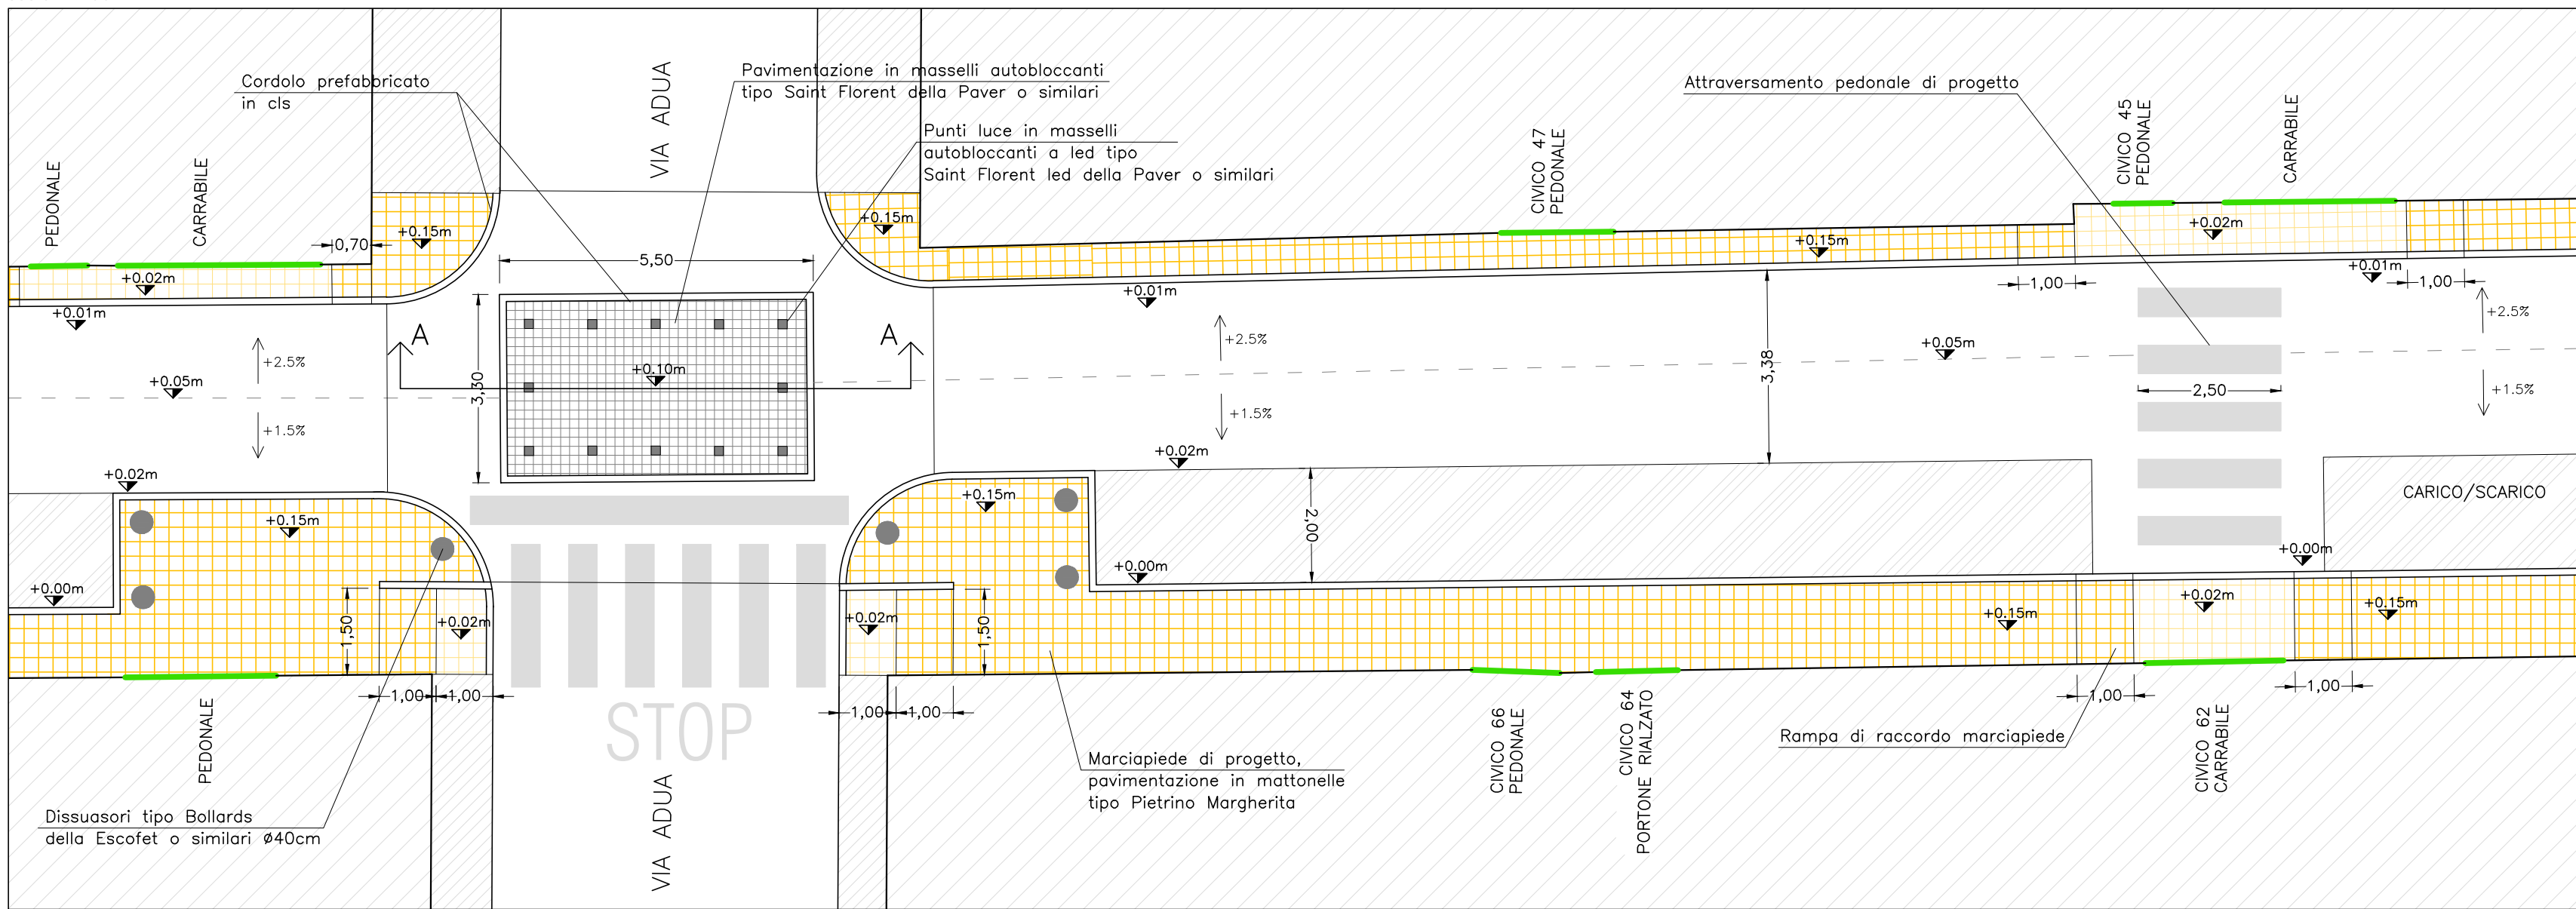 VIA ADUA
Cordolo prefabbricato
in cls
Pavimentazione in masselli autobloccanti
tipo Saint Florent della Paver o similari
Punti luce in masselli
autobloccanti a led tipo
Saint Florent led della Paver o similari
Attraversamento pedonale di progetto
PEDONALE
CARRABILE
CIVICO 47
PEDONALE
CIVICO 45
PEDONALE
CARRABILE
0,70
+0.15m
+0.15m
+0.15m
+0.02m
+0.02m
+0.01m
+0.01m
+0.01m
5,50
1,00
1,00
A
A
+2.5%
+2.5%
+2.5%
+0.05m
+0.10m
+0.05m
3,30
3,38
2,50
+1.5%
+1.5%
+1.5%
+0.02m
+0.02m
+0.15m
+0.15m
2,00
CARICO/SCARICO
+0.00m
+0.00m
+0.00m
1,50
+0.02m
+0.02m
1,50
+0.15m
+0.02m
+0.15m
1,00
1,00
1,00
1,00
1,00
1,00
STOP
PEDONALE
CIVICO 66
PEDONALE
CIVICO 64
PORTONE RIALZATO
Rampa di raccordo marciapiede
CIVICO 62
CARRABILE
Marciapiede di progetto,
pavimentazione in mattonelle
tipo Pietrino Margherita
Dissuasori tipo Bollards
della Escofet o similari ø40cm
VIA ADUA